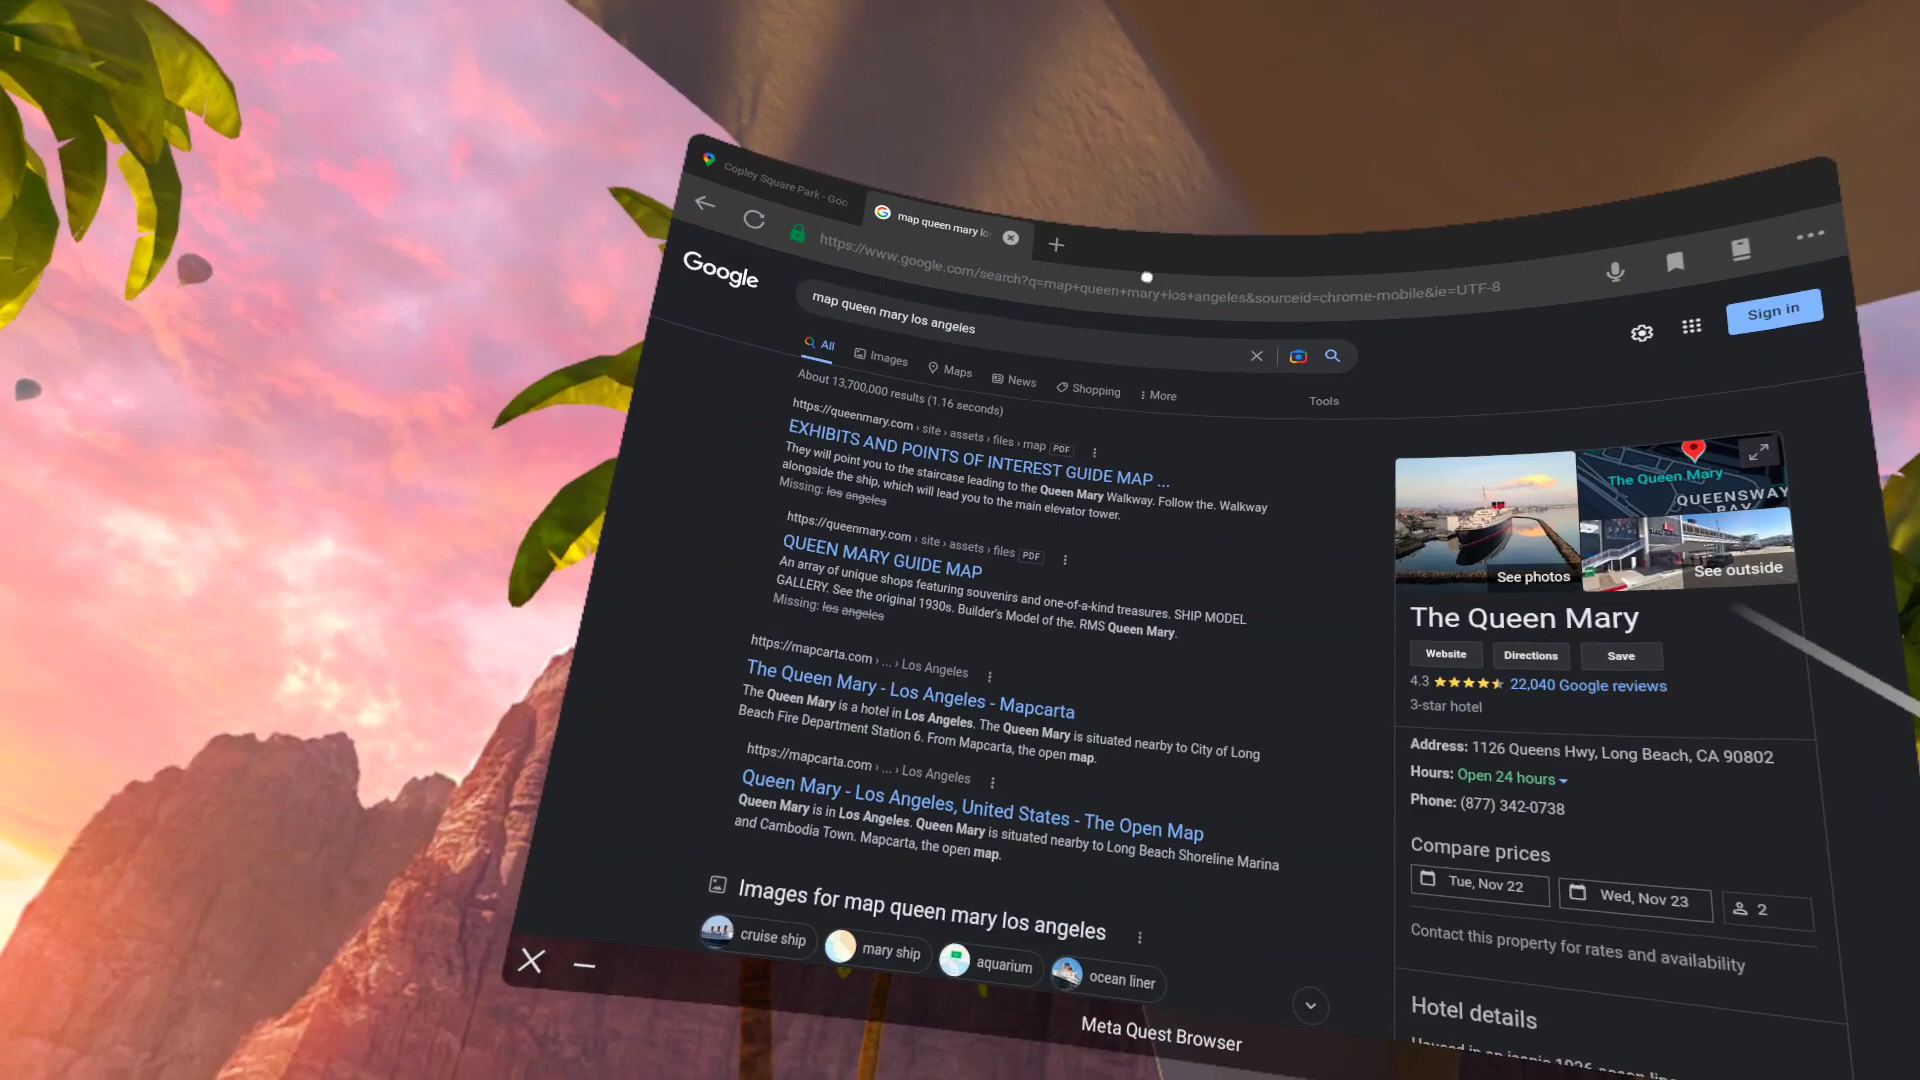 Copley Square Park - Goo
map queen mary lo
https://www.google.com/search?q=map+queen+mary+los+angeles&sourceid=chrome-mobile&ie=UTF-8
Google
map queen mary los angeles
Sign in
All Images Maps News Shopping More Tools
About 13,700,000 results (1.16 seconds)
https://queenmary.com › site › assets › files › map PDF
EXHIBITS AND POINTS OF INTEREST GUIDE MAP ...
They will point you to the staircase leading to the Queen Mary Walkway. Follow the. Walkway
alongside the ship, which will lead you to the main elevator tower.
Missing: los angeles
https://queenmary.com › site › assets › files PDF
QUEEN MARY GUIDE MAP
An array of unique shops featuring souvenirs and one-of-a-kind treasures. SHIP MODEL
GALLERY. See the original 1930s. Builder's Model of the. RMS Queen Mary.
Missing: los angeles
https://mapcarta.com › ... › Los Angeles
The Queen Mary - Los Angeles - Mapcarta
The Queen Mary is a hotel in Los Angeles. The Queen Mary is situated nearby to City of Long
Beach Fire Department Station 6. From Mapcarta, the open map.
https://mapcarta.com › ... › Los Angeles
Queen Mary - Los Angeles, United States - The Open Map
Queen Mary is in Los Angeles. Queen Mary is situated nearby to Long Beach Shoreline Marina
and Cambodia Town. Mapcarta, the open map.
Images for map queen mary los angeles
cruise ship mary ship aquarium ocean liner
The Queen Mary
QUEENSWAY
BAY
See photos
See outside
The Queen Mary
Website Directions Save
4.3 22,040 Google reviews
3-star hotel
Address: 1126 Queens Hwy, Long Beach, CA 90802
Hours: Open 24 hours
Phone: (877) 342-0738
Compare prices
Tue, Nov 22 Wed, Nov 23 2
Contact this property for rates and availability
Hotel details
Meta Quest Browser